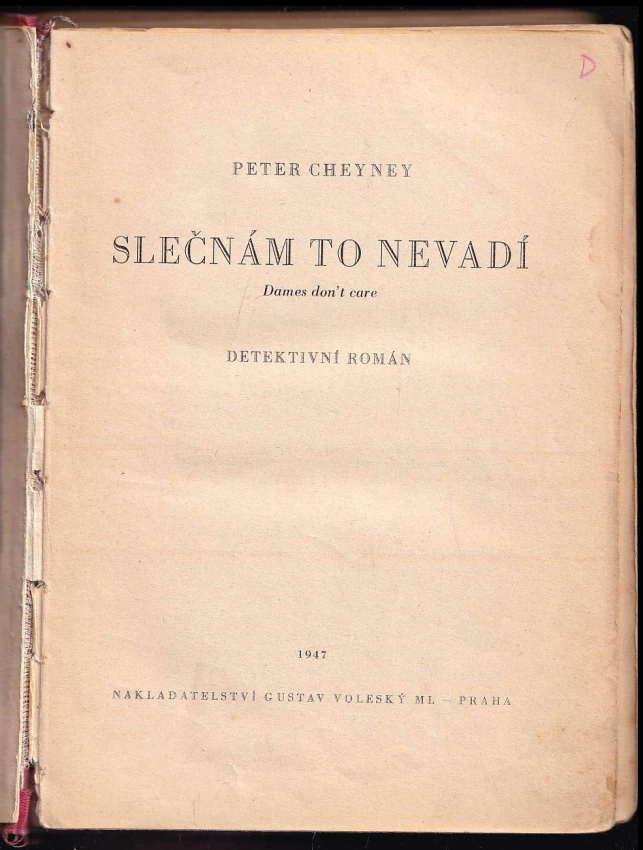 D
PETER CHEYNEY
SLEČNÁM TO NEVADÍ
Dames don't care
DETEKTIVNÍ ROMÁN
1947
NAKLADATELSTVÍ GUSTAV VOLESKÝ ML. – PRAHA